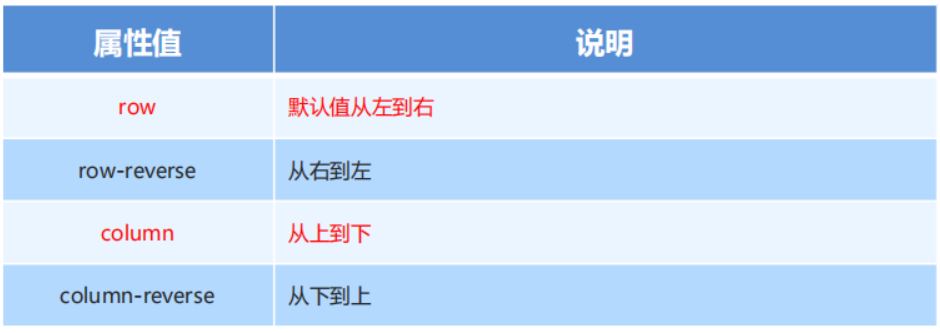 属性值 说明
row 默认值从左到右
row-reverse 从右到左
column 从上到下
column-reverse 从下到上